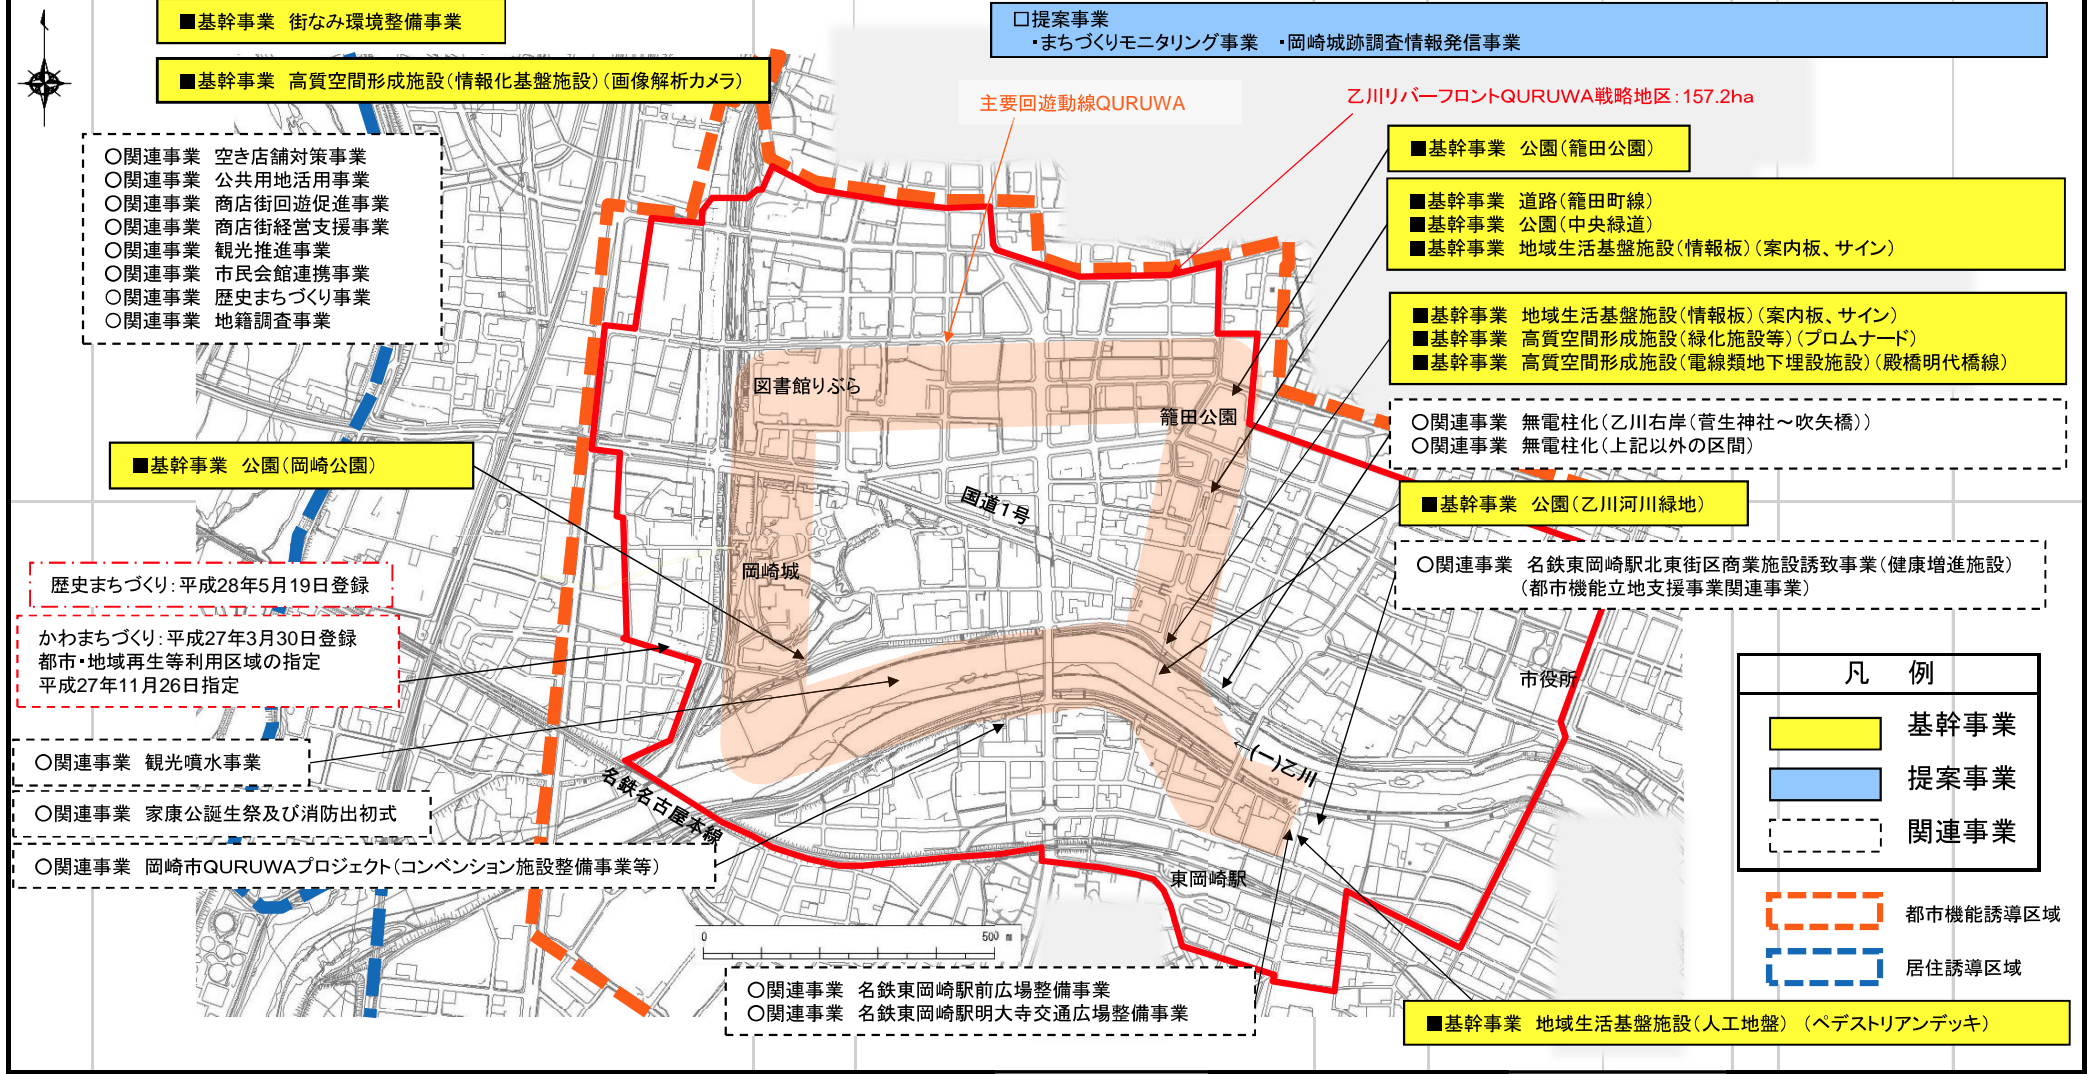 ■基幹事業 街なみ環境整備事業
■基幹事業 高質空間形成施設(情報化基盤施設)(画像解析カメラ)
□提案事業
・まちづくりモニタリング事業 ・岡崎城跡調査情報発信事業
主要回遊動線QURUWA
乙川リバーフロントQURUWA戦略地区:157.2ha
○関連事業 空き店舗対策事業
○関連事業 公共用地活用事業
○関連事業 商店街回遊促進事業
○関連事業 商店街経営支援事業
○関連事業 観光推進事業
○関連事業 市民会館連携事業
○関連事業 歴史まちづくり事業
○関連事業 地籍調査事業
■基幹事業 公園(籠田公園)
■基幹事業 道路(籠田町線)
■基幹事業 公園(中央緑道)
■基幹事業 地域生活基盤施設(情報板)(案内板、サイン)
■基幹事業 地域生活基盤施設(情報板)(案内板、サイン)
■基幹事業 高質空間形成施設(緑化施設等)(プロムナード)
■基幹事業 高質空間形成施設(電線類地下埋設施設)(殿橋明代橋線)
図書館りぶら
籠田公園
○関連事業 無電柱化(乙川右岸(菅生神社~吹矢橋))
○関連事業 無電柱化(上記以外の区間)
■基幹事業 公園(岡崎公園)
国道1号
■基幹事業 公園(乙川河川緑地)
岡崎城
○関連事業 名鉄東岡崎駅北東街区商業施設誘致事業(健康増進施設)
(都市機能立地支援事業関連事業)
歴史まちづくり:平成28年5月19日登録
かわまちづくり:平成27年3月30日登録
都市・地域再生等利用区域の指定
平成27年11月26日指定
市役所
○関連事業 観光噴水事業
←(一)乙川
名鉄名古屋本線
○関連事業 家康公誕生祭及び消防出初式
○関連事業 岡崎市QURUWAプロジェクト(コンベンション施設整備事業等)
東岡崎駅
0 500 m
○関連事業 名鉄東岡崎駅前広場整備事業
○関連事業 名鉄東岡崎駅明大寺交通広場整備事業
■基幹事業 地域生活基盤施設(人工地盤) (ペデストリアンデッキ)
凡 例
基幹事業
提案事業
関連事業
都市機能誘導区域
居住誘導区域